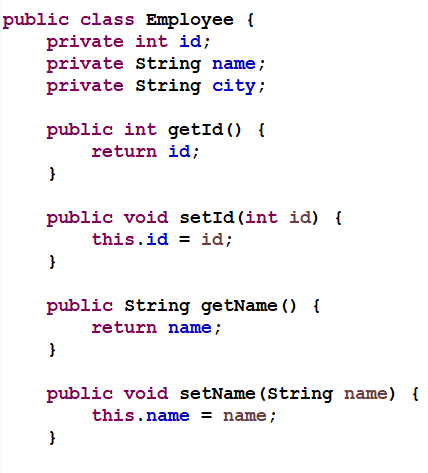 public class Employee {
    private int id;
    private String name;
    private String city;

    public int getId() {
        return id;
    }

    public void setId(int id) {
        this.id = id;
    }

    public String getName() {
        return name;
    }

    public void setName(String name) {
        this.name = name;
    }